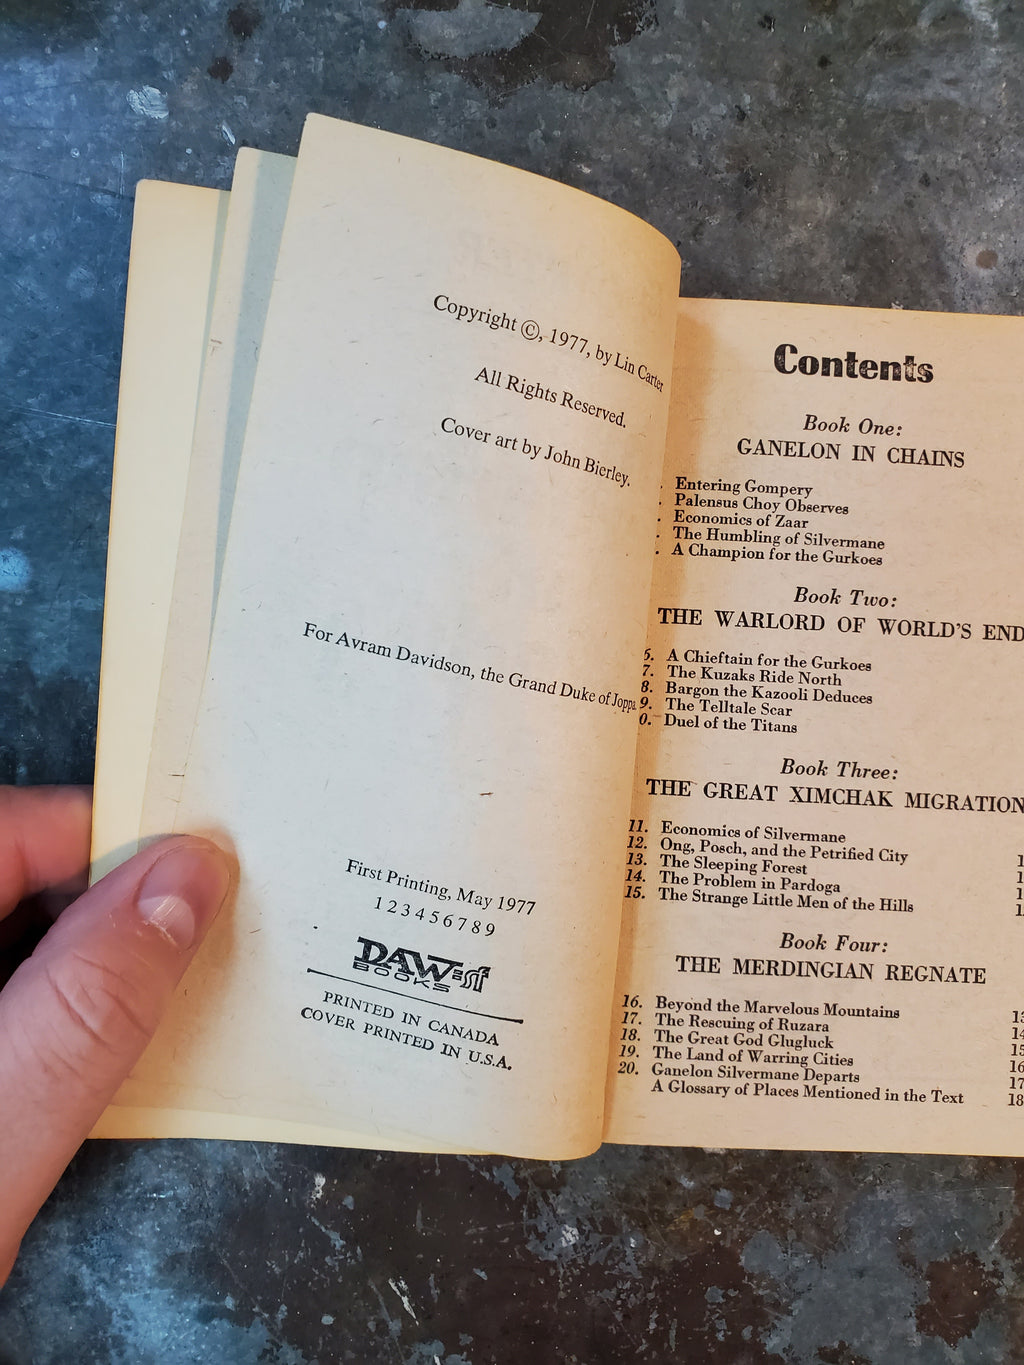 Copyright ©, 1977, by Lin Carter
All Rights Reserved.
Cover art by John Bierley.
For Avram Davidson, the Grand Duke of Joppa
First Printing, May 1977
1 2 3 4 5 6 7 8 9
DAW=sf
BOOKS
PRINTED IN CANADA
COVER PRINTED IN U.S.A.
Contents
Book One:
GANELON IN CHAINS
. Entering Gompery
. Palensus Choy Observes
. Economics of Zaar
. The Humbling of Silvermane
. A Champion for the Gurkoes
Book Two:
THE WARLORD OF WORLD'S END
6. A Chieftain for the Gurkoes
7. The Kuzaks Ride North
8. Bargon the Kazooli Deduces
9. The Telltale Scar
0. Duel of the Titans
Book Three:
THE GREAT XIMCHAK MIGRATION
11. Economics of Silvermane
12. Ong, Posch, and the Petrified City
13. The Sleeping Forest
14. The Problem in Pardoga
15. The Strange Little Men of the Hills
Book Four:
THE MERDINGIAN REGNATE
16. Beyond the Marvelous Mountains
17. The Rescuing of Ruzara
18. The Great God Glugluck
19. The Land of Warring Cities
20. Ganelon Silvermane Departs
A Glossary of Places Mentioned in the Text